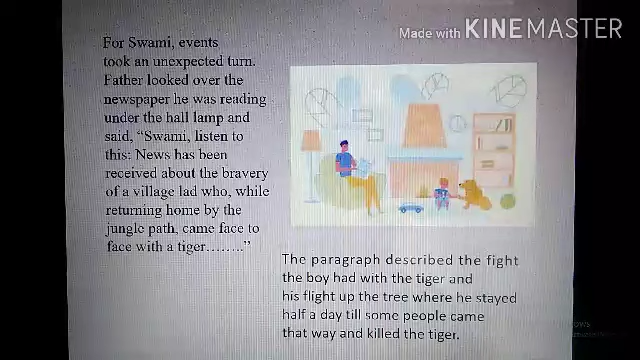 Made with KINEMASTER
For Swami, events
took an unexpected turn.
Father looked over the
newspaper he was reading
under the hall lamp and
said, “Swami, listen to
this: News has been
received about the bravery
of a village lad who, while
returning home by the
jungle path, came face to
face with a tiger……..”
The paragraph described the fight
the boy had with the tiger and
his flight up the tree where he stayed
half a day till some people came
that way and killed the tiger.